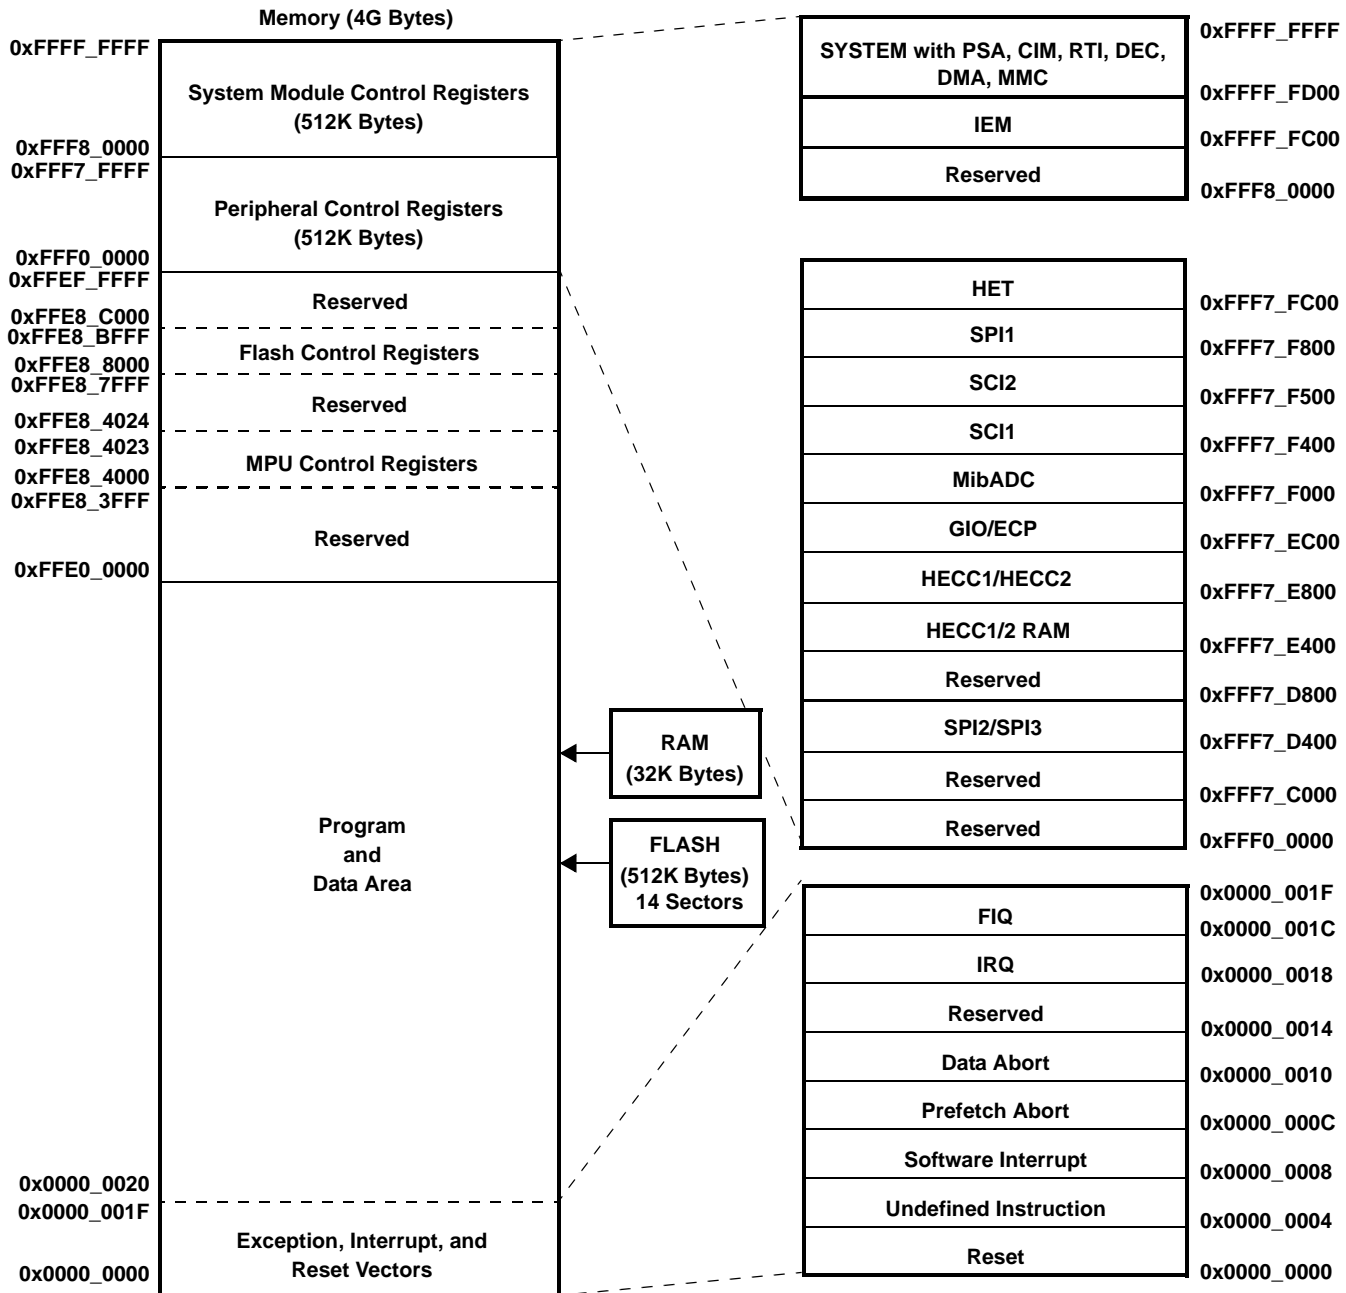 Memory (4G Bytes)
0xFFFF_FFFF
System Module Control Registers
(512K Bytes)
0xFFF8_0000
0xFFF7_FFFF
Peripheral Control Registers
(512K Bytes)
0xFFF0_0000
0xFFEF_FFFF
Reserved
0xFFE8_C000
0xFFE8_BFFF
Flash Control Registers
0xFFE8_8000
0xFFE8_7FFF
Reserved
0xFFE8_4024
0xFFE8_4023
MPU Control Registers
0xFFE8_4000
0xFFE8_3FFF
Reserved
0xFFE0_0000
Program
and
Data Area
0x0000_0020
0x0000_001F
Exception, Interrupt, and
Reset Vectors
0x0000_0000
RAM
(32K Bytes)
FLASH
(512K Bytes)
14 Sectors
0xFFFF_FFFF
SYSTEM with PSA, CIM, RTI, DEC,
DMA, MMC
0xFFFF_FD00
IEM
0xFFFF_FC00
Reserved
0xFFF8_0000
HET
0xFFF7_FC00
SPI1
0xFFF7_F800
SCI2
0xFFF7_F500
SCI1
0xFFF7_F400
MibADC
0xFFF7_F000
GIO/ECP
0xFFF7_EC00
HECC1/HECC2
0xFFF7_E800
HECC1/2 RAM
0xFFF7_E400
Reserved
0xFFF7_D800
SPI2/SPI3
0xFFF7_D400
Reserved
0xFFF7_C000
Reserved
0xFFF0_0000
0x0000_001F
FIQ
0x0000_001C
IRQ
0x0000_0018
Reserved
0x0000_0014
Data Abort
0x0000_0010
Prefetch Abort
0x0000_000C
Software Interrupt
0x0000_0008
Undefined Instruction
0x0000_0004
Reset
0x0000_0000